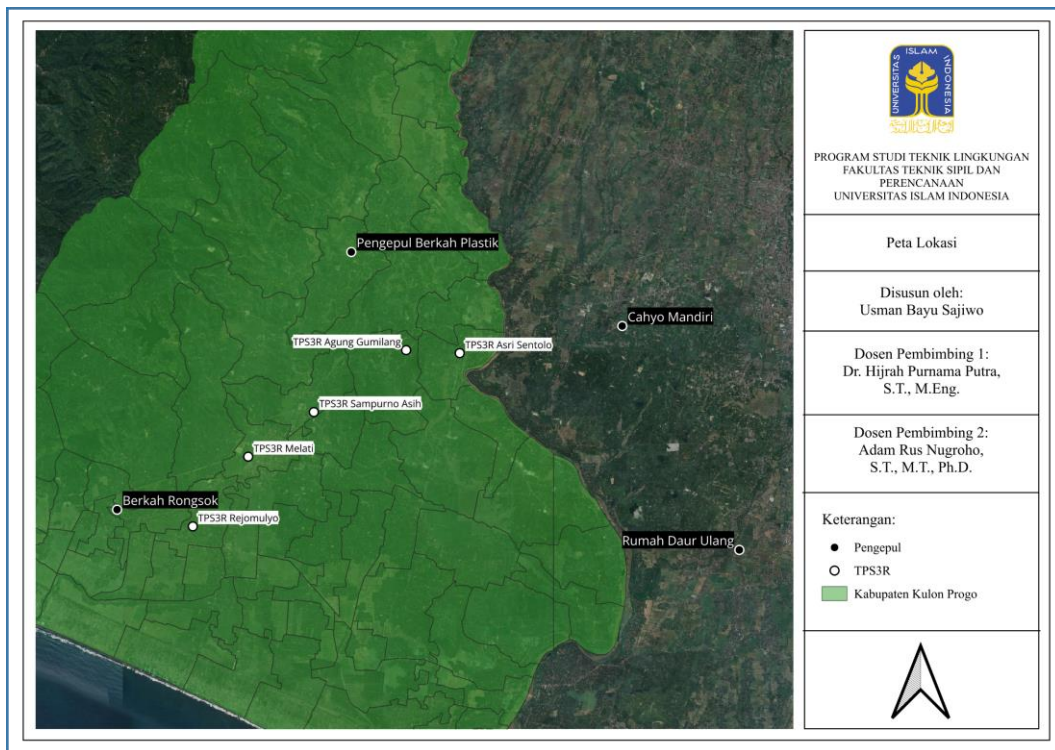 Pengepul Berkah Plastik
Cahyo Mandiri
TPS3R Agung Gumilang
TPS3R Asri Sentolo
TPS3R Sampurno Asih
TPS3R Melati
Berkah Rongsok
TPS3R Rejomulyo
Rumah Daur Ulang
UNIVERSITAS ISLAM INDONESIA
PROGRAM STUDI TEKNIK LINGKUNGAN
FAKULTAS TEKNIK SIPIL DAN
PERENCANAAN
UNIVERSITAS ISLAM INDONESIA
Peta Lokasi
Disusun oleh:
Usman Bayu Sajiwo
Dosen Pembimbing 1:
Dr. Hijrah Purnama Putra,
S.T., M.Eng.
Dosen Pembimbing 2:
Adam Rus Nugroho,
S.T., M.T., Ph.D.
Keterangan:
Pengepul
TPS3R
Kabupaten Kulon Progo